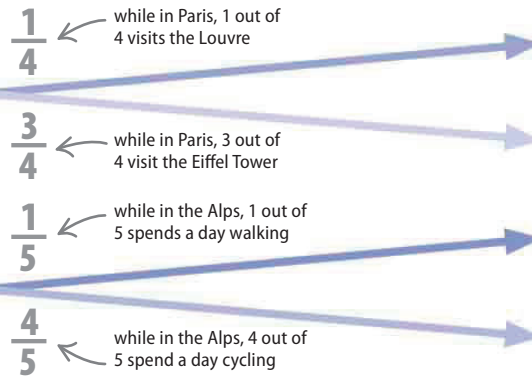 1
4
while in Paris, 1 out of
4 visits the Louvre
3
4
while in Paris, 3 out of
4 visit the Eiffel Tower
1
5
while in the Alps, 1 out of
5 spends a day walking
4
5
while in the Alps, 4 out of
5 spend a day cycling